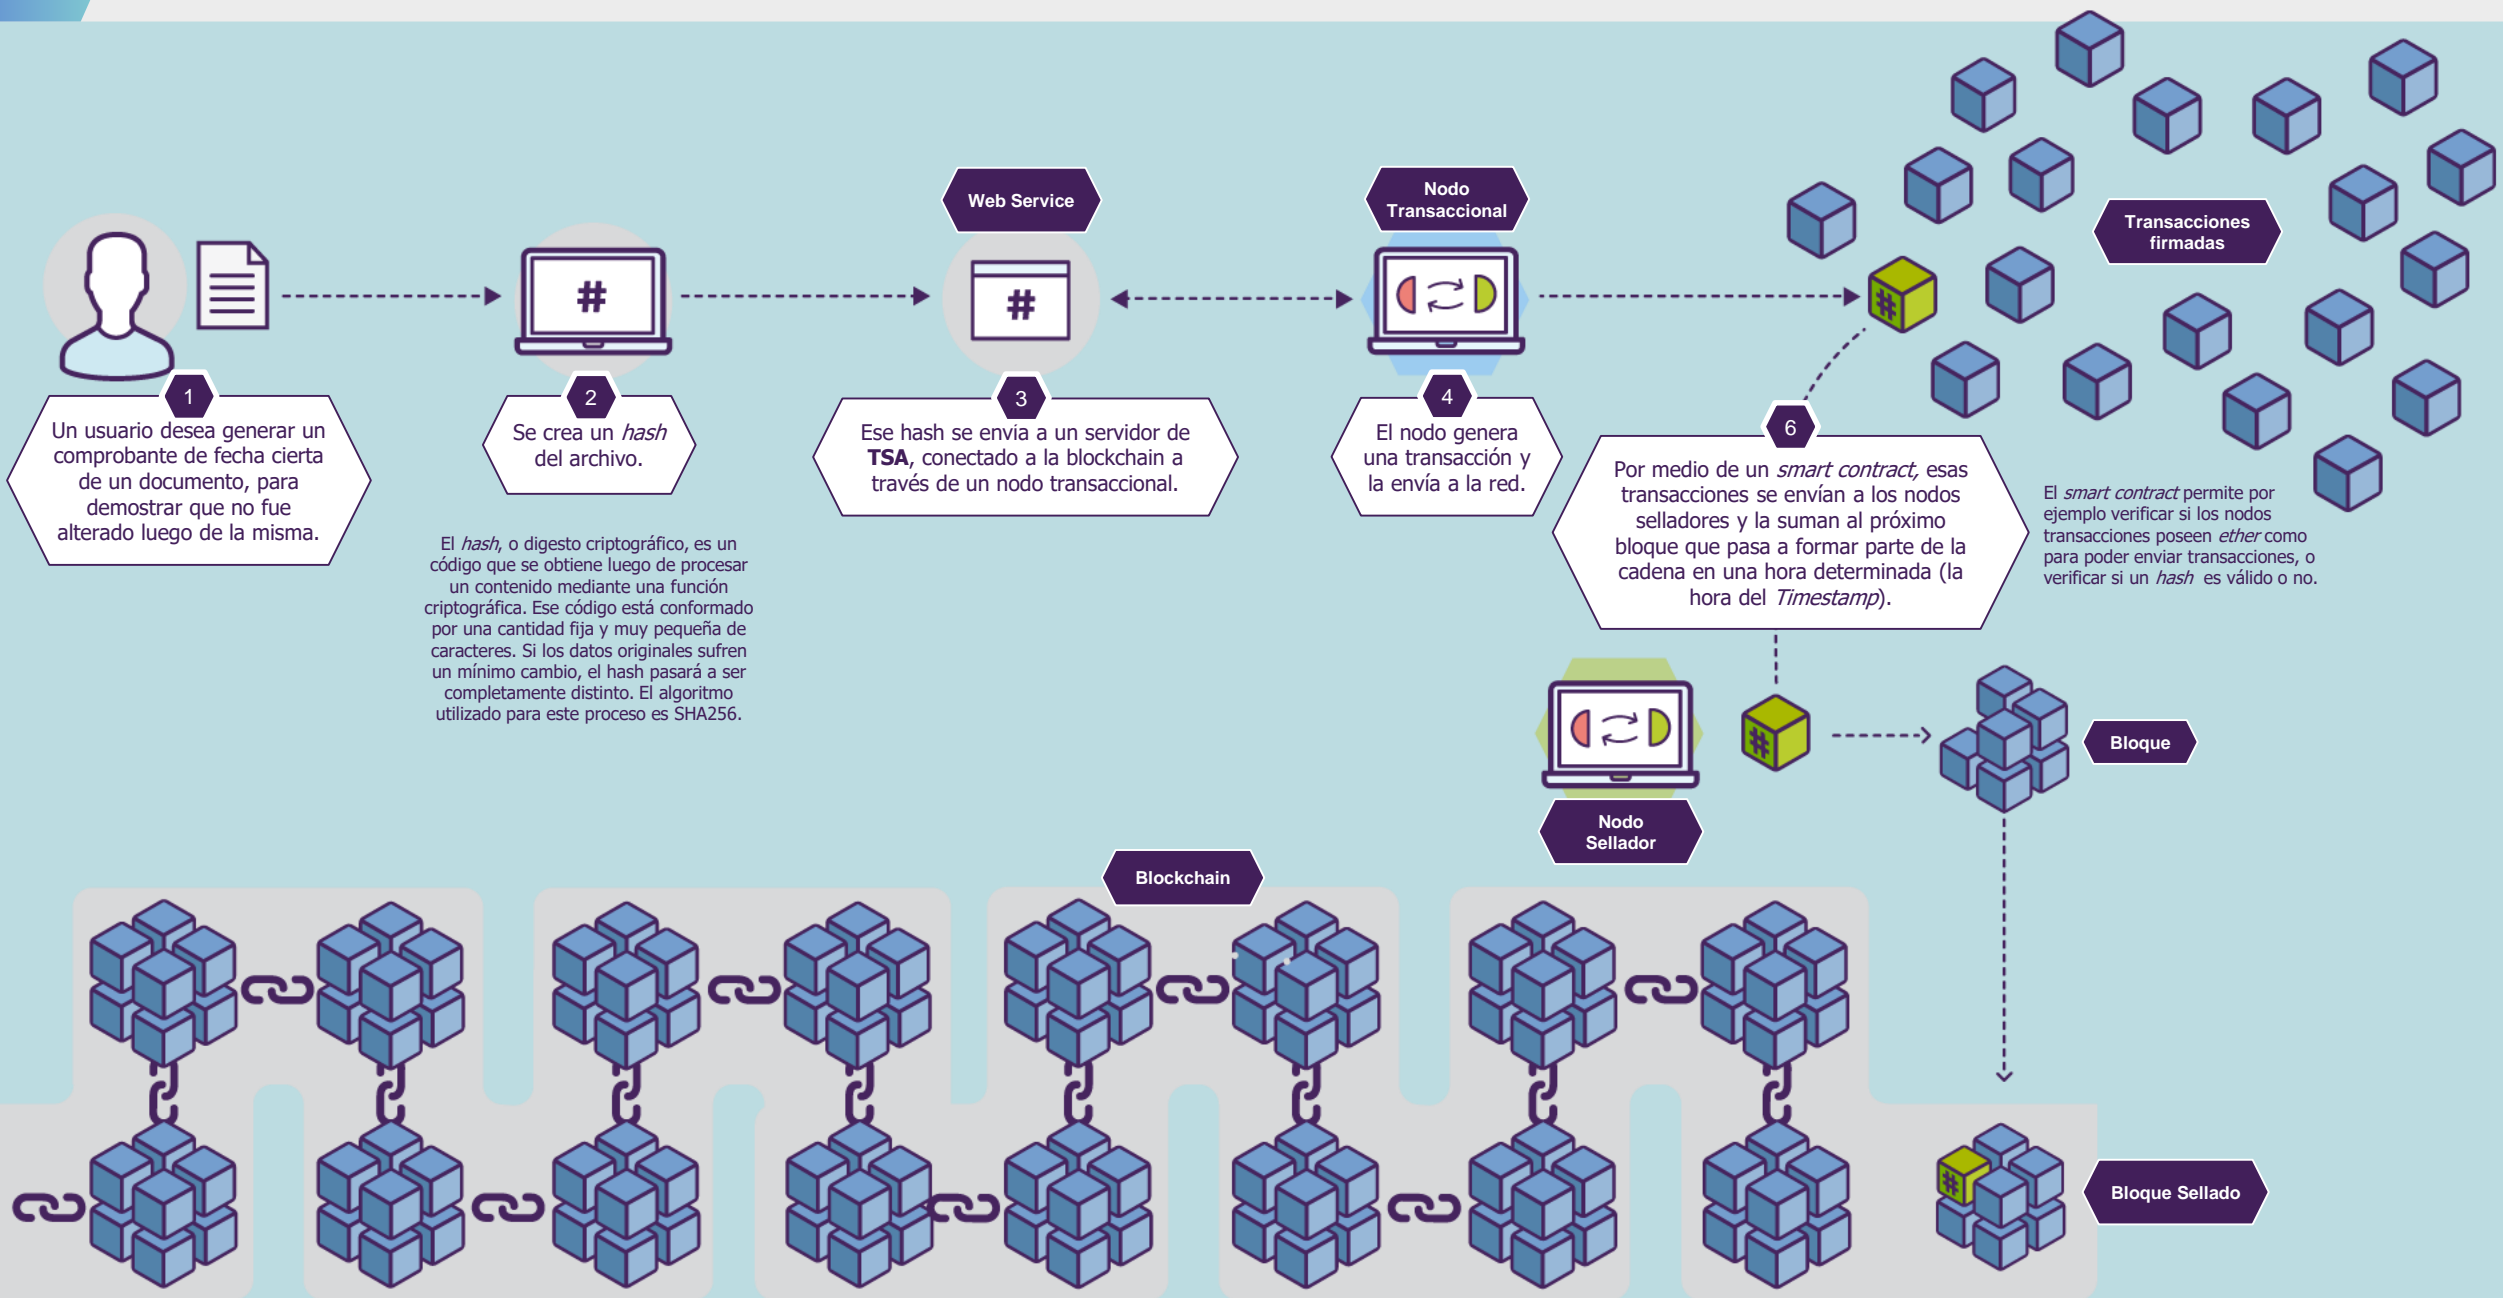 Web Service
Nodo
Transaccional
Transacciones
firmadas
#
#
#
1
Un usuario desea generar un
comprobante de fecha cierta
de un documento, para
demostrar que no fue
alterado luego de la misma.
2
Se crea un hash
del archivo.
El hash, o digesto criptográfico, es un
código que se obtiene luego de procesar
un contenido mediante una función
criptográfica. Ese código está conformado
por una cantidad fija y muy pequeña de
caracteres. Si los datos originales sufren
un mínimo cambio, el hash pasará a ser
completamente distinto. El algoritmo
utilizado para este proceso es SHA256.
3
Ese hash se envia a un servidor de
TSA, conectado a la blockchain a
través de un nodo transaccional.
4
El nodo genera
una transacción y
la envía a la red.
6
Por medio de un smart contract, esas
transacciones se envían a los nodos
selladores y la suman al próximo
bloque que pasa a formar parte de la
cadena en una hora determinada (la
hora del Timestamp).
El smart contract permite por
ejemplo verificar si los nodos
transacciones poseen ether como
para poder enviar transacciones, o
verificar si un hash es válido o no.
#
Bloque
Nodo
Sellador
Blockchain
#
Bloque Sellado